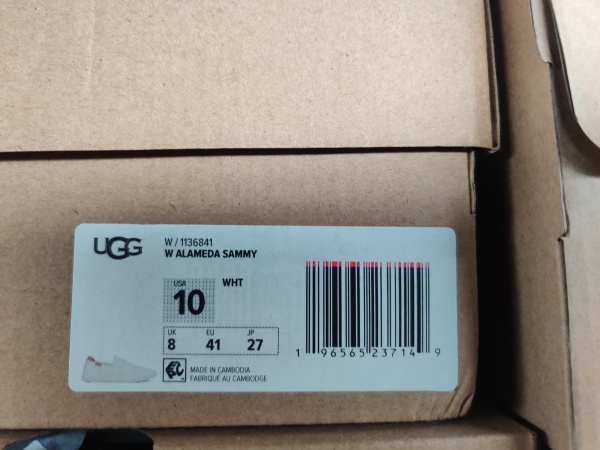 UGG
W / 1136841
W ALAMEDA SAMMY
USA
10
WHT
UK EU JP
8 41 27
MADE IN CAMBODIA
FABRIQUÉ AU CAMBODGE
1 96565 23714 9